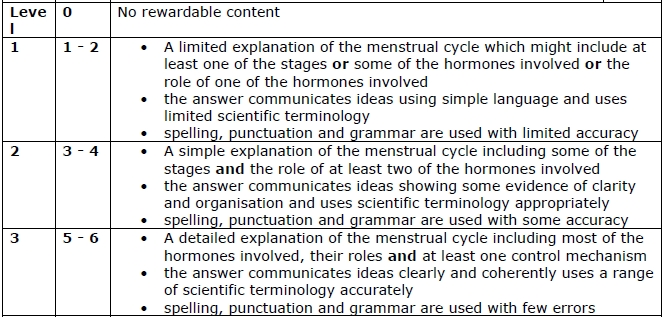 Leve
l
0
No rewardable content
1
1 - 2
• A limited explanation of the menstrual cycle which might include at
least one of the stages or some of the hormones involved or the
role of one of the hormones involved
• the answer communicates ideas using simple language and uses
limited scientific terminology
• spelling, punctuation and grammar are used with limited accuracy
2
3 - 4
• A simple explanation of the menstrual cycle including some of the
stages and the role of at least two of the hormones involved
• the answer communicates ideas showing some evidence of clarity
and organisation and uses scientific terminology appropriately
• spelling, punctuation and grammar are used with some accuracy
3
5 - 6
• A detailed explanation of the menstrual cycle including most of the
hormones involved, their roles and at least one control mechanism
• the answer communicates ideas clearly and coherently uses a range
of scientific terminology accurately
• spelling, punctuation and grammar are used with few errors